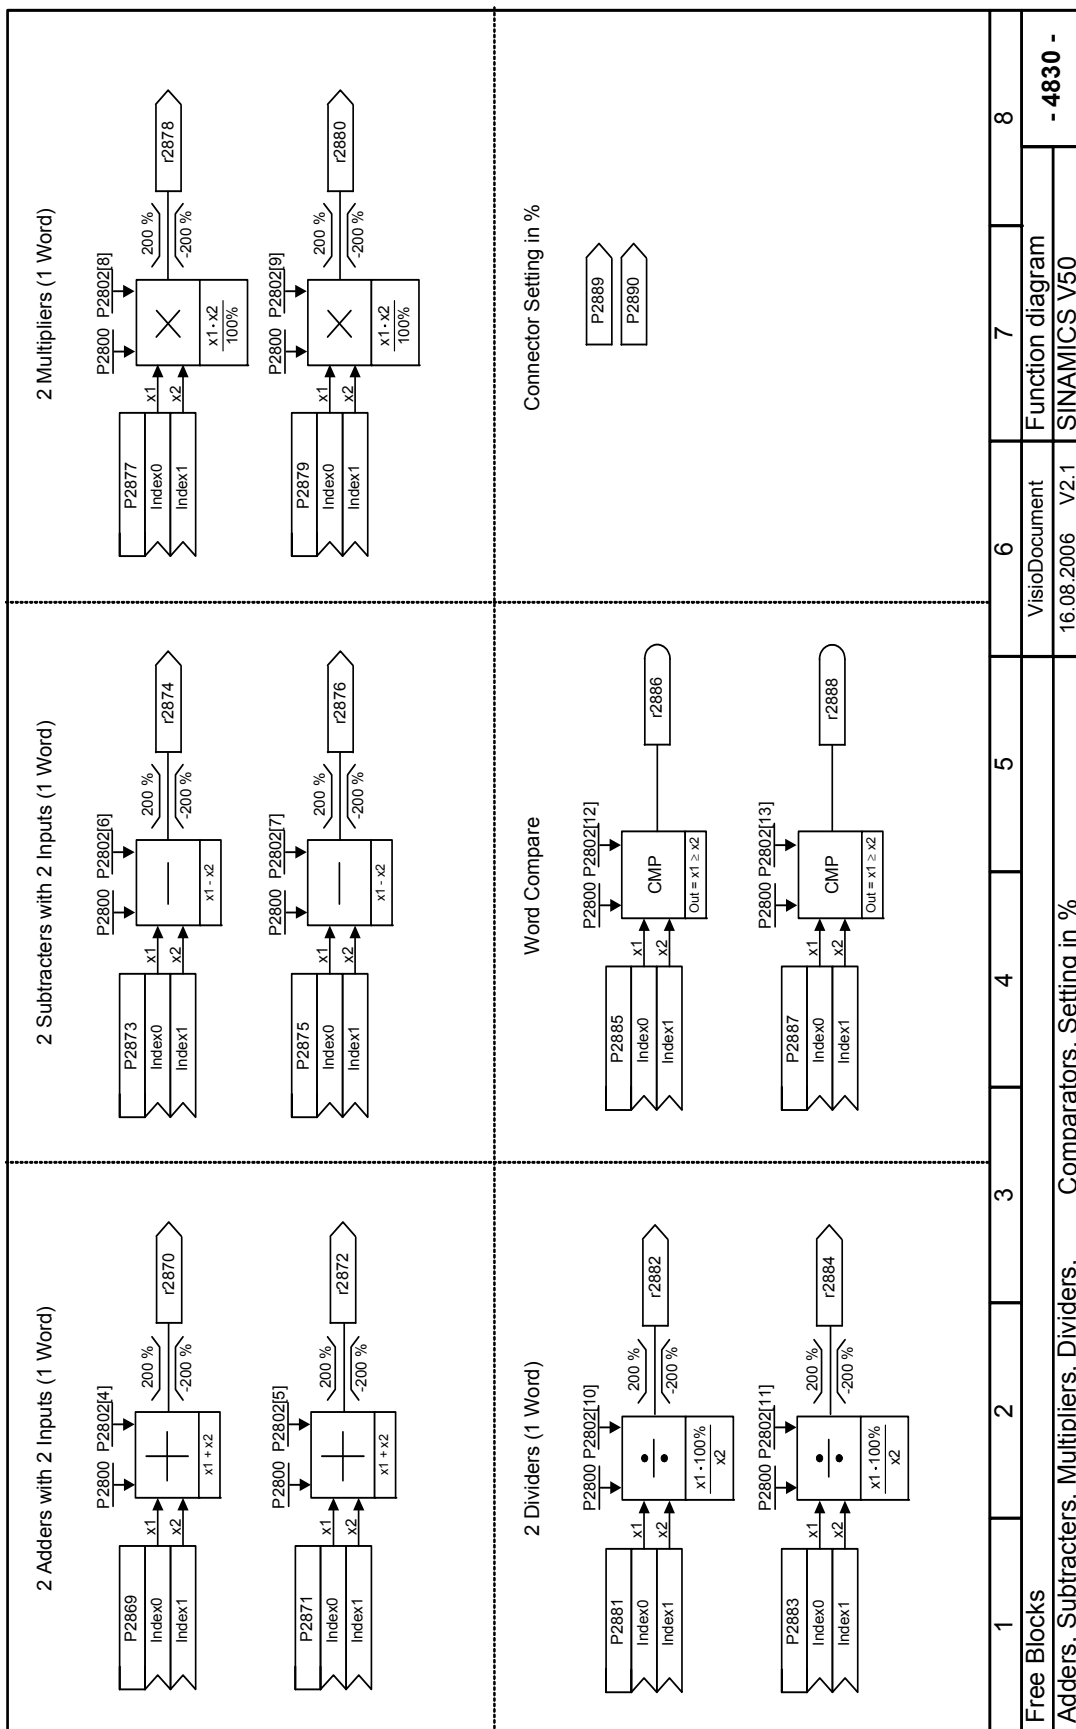 2 Adders with 2 Inputs (1 Word)
P2800 P2802[4]
P2869
Index0
Index1
x1
x2
x1 + x2
200 %
-200 %
r2870
P2800 P2802[5]
P2871
Index0
Index1
x1
x2
x1 + x2
200 %
-200 %
r2872
2 Subtracters with 2 Inputs (1 Word)
P2800 P2802[6]
P2873
Index0
Index1
x1
x2
x1 - x2
200 %
-200 %
r2874
P2800 P2802[7]
P2875
Index0
Index1
x1
x2
x1 - x2
200 %
-200 %
r2876
2 Multipliers (1 Word)
P2800 P2802[8]
P2877
Index0
Index1
x1
x2
x1·x2
100%
200 %
-200 %
r2878
P2800 P2802[9]
P2879
Index0
Index1
x1
x2
x1·x2
100%
200 %
-200 %
r2880
2 Dividers (1 Word)
P2800 P2802[10]
P2881
Index0
Index1
x1
x2
x1·100%
x2
200 %
-200 %
r2882
P2800 P2802[11]
P2883
Index0
Index1
x1
x2
x1·100%
x2
200 %
-200 %
r2884
Word Compare
P2800 P2802[12]
P2885
Index0
Index1
x1
x2
CMP
Out = x1 ≥ x2
r2886
P2800 P2802[13]
P2887
Index0
Index1
x1
x2
CMP
Out = x1 ≥ x2
r2888
Connector Setting in %
P2889
P2890
1 2 3 4 5 6 7 8
Free Blocks
VisioDocument
Function diagram
- 4830 -
Adders, Subtracters, Multipliers, Dividers, Comparators, Setting in %
16.08.2006 V2.1
SINAMICS V50